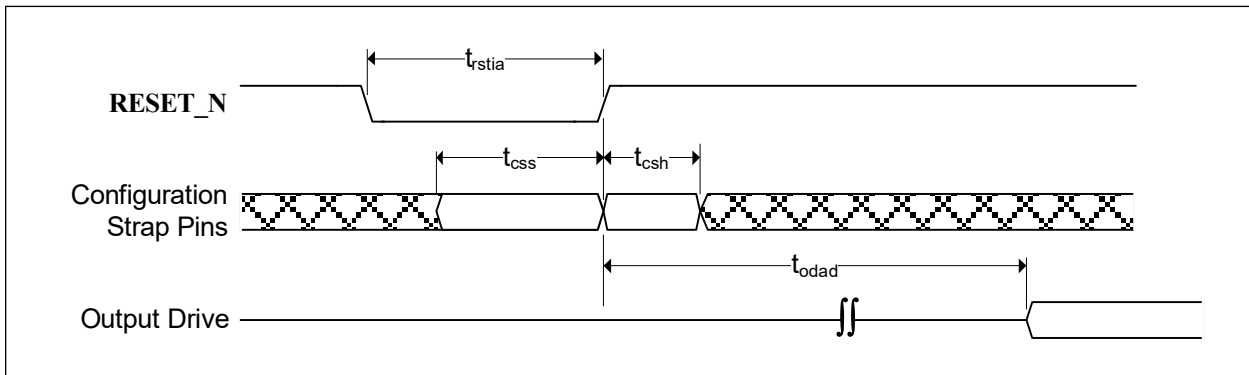 t_rstia
RESET_N
t_css
t_csh
Configuration
Strap Pins
t_odad
Output Drive